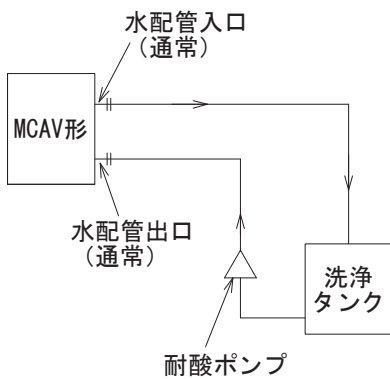 水配管入口
（通常）
MCAV形
水配管出口
（通常）
洗浄
タンク
耐酸ポンプ